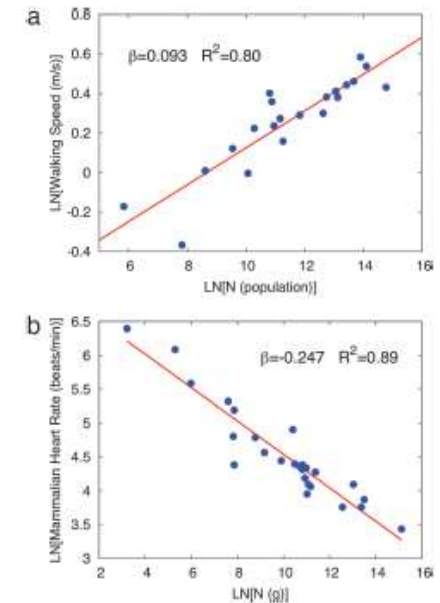 a
0.8
β=0.093 R²=0.80
0.6
0.4
0.2
0
-0.2
-0.4
LN[Walking Speed (m/s)]
6 8 10 12 14 16
LN[N (population)]
b
6.5
β=-0.247 R²=0.89
6
5.5
5
4.5
4
3.5
3
LN[Mammalian Heart Rate (beats/min)]
2 4 6 8 10 12 14 16
LN[N (g)]